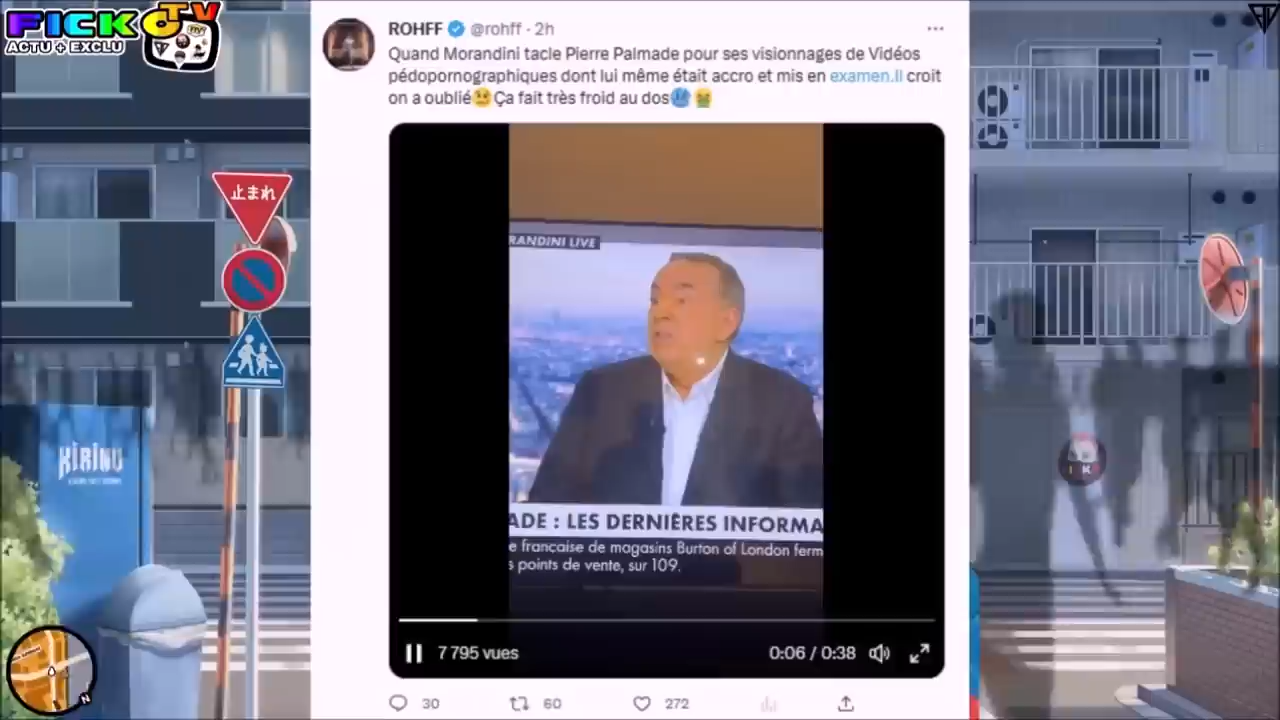 FICKO TV
ACTU + EXCLU
ROHFF @rohff · 2h
Quand Morandini tacle Pierre Palmade pour ses visionnages de Vidéos
pédopornographiques dont lui même était accro et mis en examen.Il croit
on a oublié🤨Ça fait très froid au dos🥶😭
止まれ
RANDINI LIVE
KIRINU
ADE : LES DERNIÈRES INFORMA
e française de magasins Burton of London ferm
s points de vente, sur 109.
7 795 vues
0:06 / 0:38
30
60
272
N